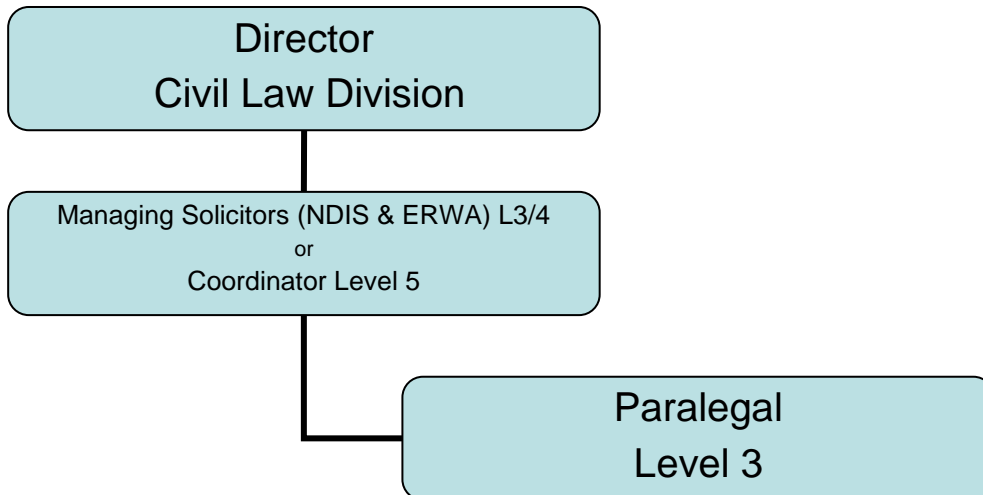 Director
Civil Law Division
Managing Solicitors (NDIS & ERWA) L3/4
or
Coordinator Level 5
Paralegal
Level 3